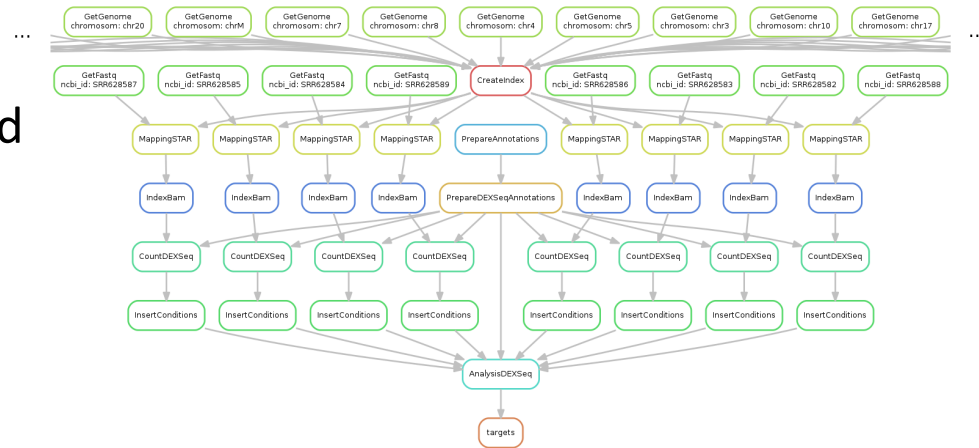 GetGenome GetGenome GetGenome GetGenome GetGenome GetGenome GetGenome GetGenome GetGenome
chromosom: chr20 chromosom: chrM chromosom: chr7 chromosom: chr8 chromosom: chr4 chromosom: chr5 chromosom: chr3 chromosom: chr10 chromosom: chr17
... ..
GetFastq GetFastq GetFastq GetFastq CreateIndex GetFastq GetFastq GetFastq GetFastq
ncbi_id: SRR628587 ncbi_id: SRR628585 ncbi_id: SRR628584 ncbi_id: SRR628589 ncbi_id: SRR628586 ncbi_id: SRR628583 ncbi_id: SRR628582 ncbi_id: SRR628588
d
MappingSTAR MappingSTAR MappingSTAR MappingSTAR PrepareAnnotations MappingSTAR MappingSTAR MappingSTAR MappingSTAR
IndexBam IndexBam IndexBam IndexBam PrepareDEXSeqAnnotations IndexBam IndexBam IndexBam IndexBam
CountDEXSeq CountDEXSeq CountDEXSeq CountDEXSeq CountDEXSeq CountDEXSeq CountDEXSeq CountDEXSeq
InsertConditions InsertConditions InsertConditions InsertConditions InsertConditions InsertConditions InsertConditions InsertConditions
AnalysisDEXSeq
targets